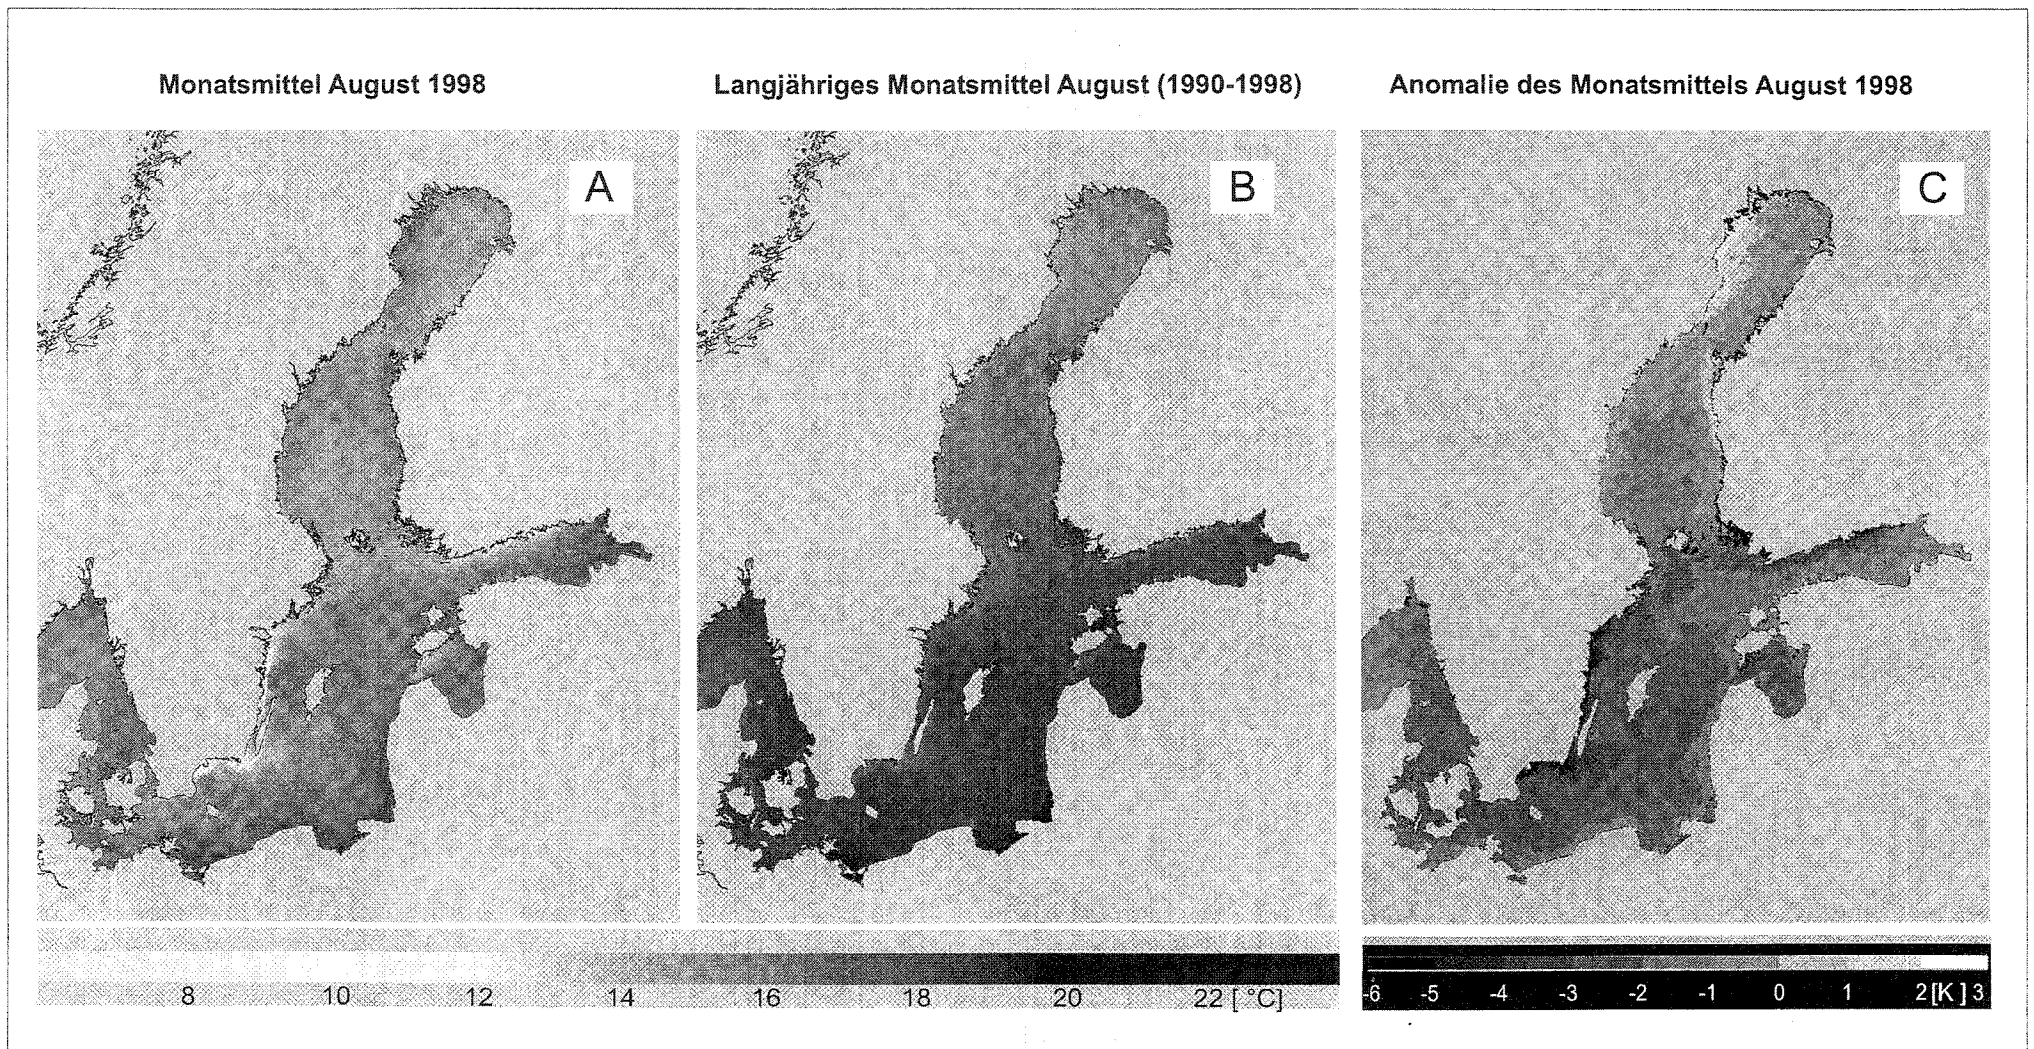 Monatsmittel August 1998
Langjähriges Monatsmittel August (1990-1998)
Anomalie des Monatsmittels August 1998
A
B
C
8 10 12 14 16 18 20 22 [ °C]
-6 -5 -4 -3 -2 -1 0 1 2 [K ] 3